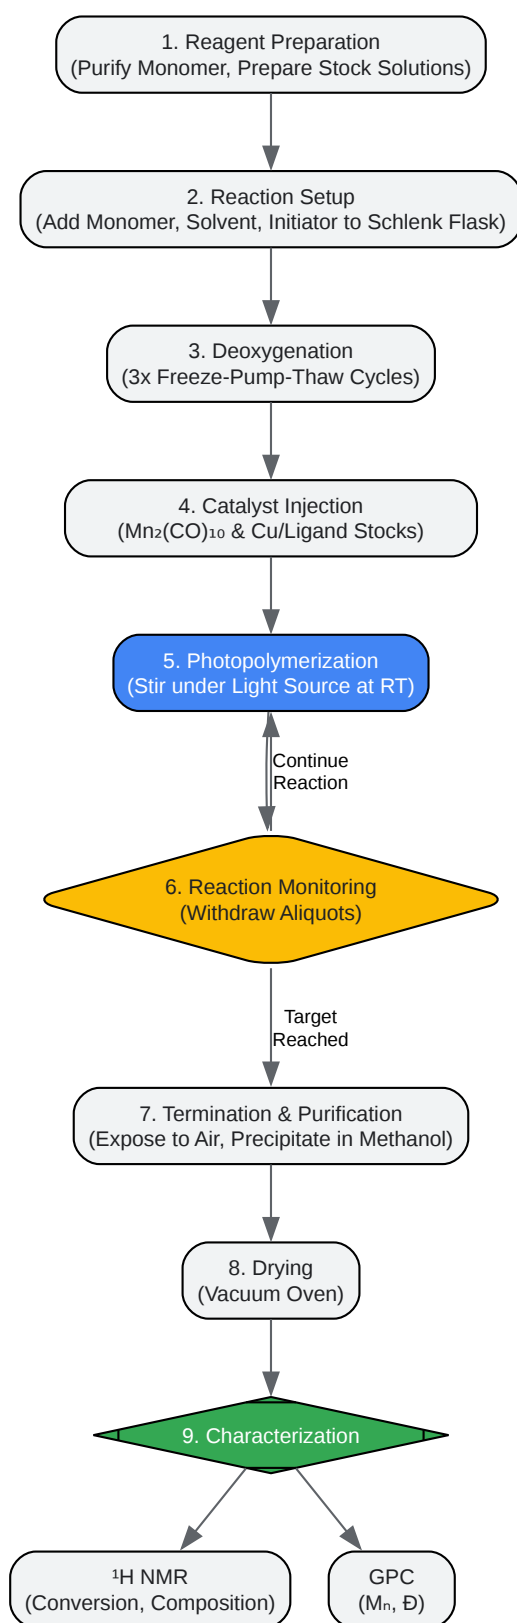 1. Reagent Preparation
(Purify Monomer, Prepare Stock Solutions)
2. Reaction Setup
(Add Monomer, Solvent, Initiator to Schlenk Flask)
3. Deoxygenation
(3x Freeze-Pump-Thaw Cycles)
4. Catalyst Injection
(Mn₂(CO)₁₀ & Cu/Ligand Stocks)
5. Photopolymerization
(Stir under Light Source at RT)
Continue
Reaction
6. Reaction Monitoring
(Withdraw Aliquots)
Target
Reached
7. Termination & Purification
(Expose to Air, Precipitate in Methanol)
8. Drying
(Vacuum Oven)
9. Characterization
¹H NMR
(Conversion, Composition)
GPC
(Mₙ, Đ)